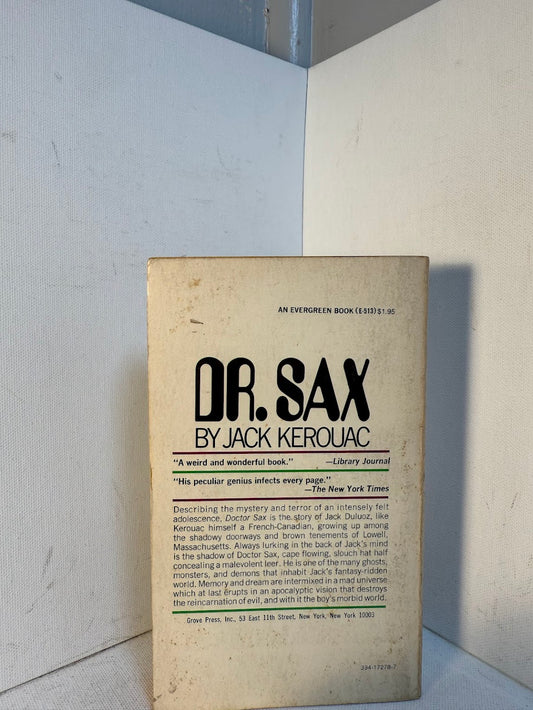 AN EVERGREEN BOOK (E-513) $1.95
DR. SAX
BY JACK KEROUAC
"A weird and wonderful book." —Library Journal
"His peculiar genius infects every page."
—The New York Times
Describing the mystery and terror of an intensely felt
adolescence, Doctor Sax is the story of Jack Duluoz, like
Kerouac himself a French-Canadian, growing up among
the shadowy doorways and brown tenements of Lowell,
Massachusetts. Always lurking in the back of Jack's mind
is the shadow of Doctor Sax, cape flowing, slouch hat half
concealing a malevolent leer. He is one of the many ghosts,
monsters, and demons that inhabit Jack's fantasy-ridden
world. Memory and dream are intermixed in a mad universe
which at last erupts in an apocalyptic vision that destroys
the reincarnation of evil, and with it the boy's morbid world.
Grove Press, Inc., 53 East 11th Street, New York, New York 10003
394-17278-7